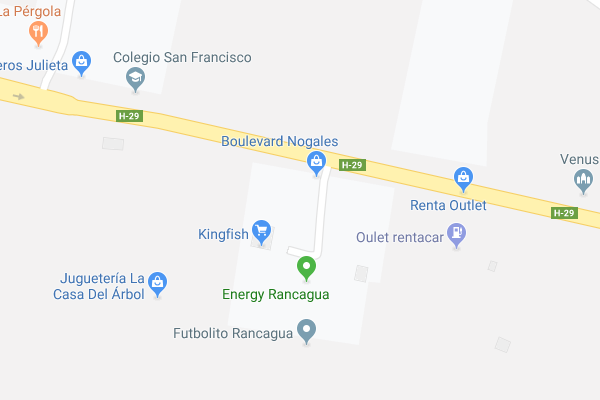 La Pérgola
eros Julieta
Colegio San Francisco
H-29
Boulevard Nogales
H-29
Venus
Renta Outlet
H-29
Kingfish
Oulet rentacar
Juguetería La
Casa Del Árbol
Energy Rancagua
Futbolito Rancagua